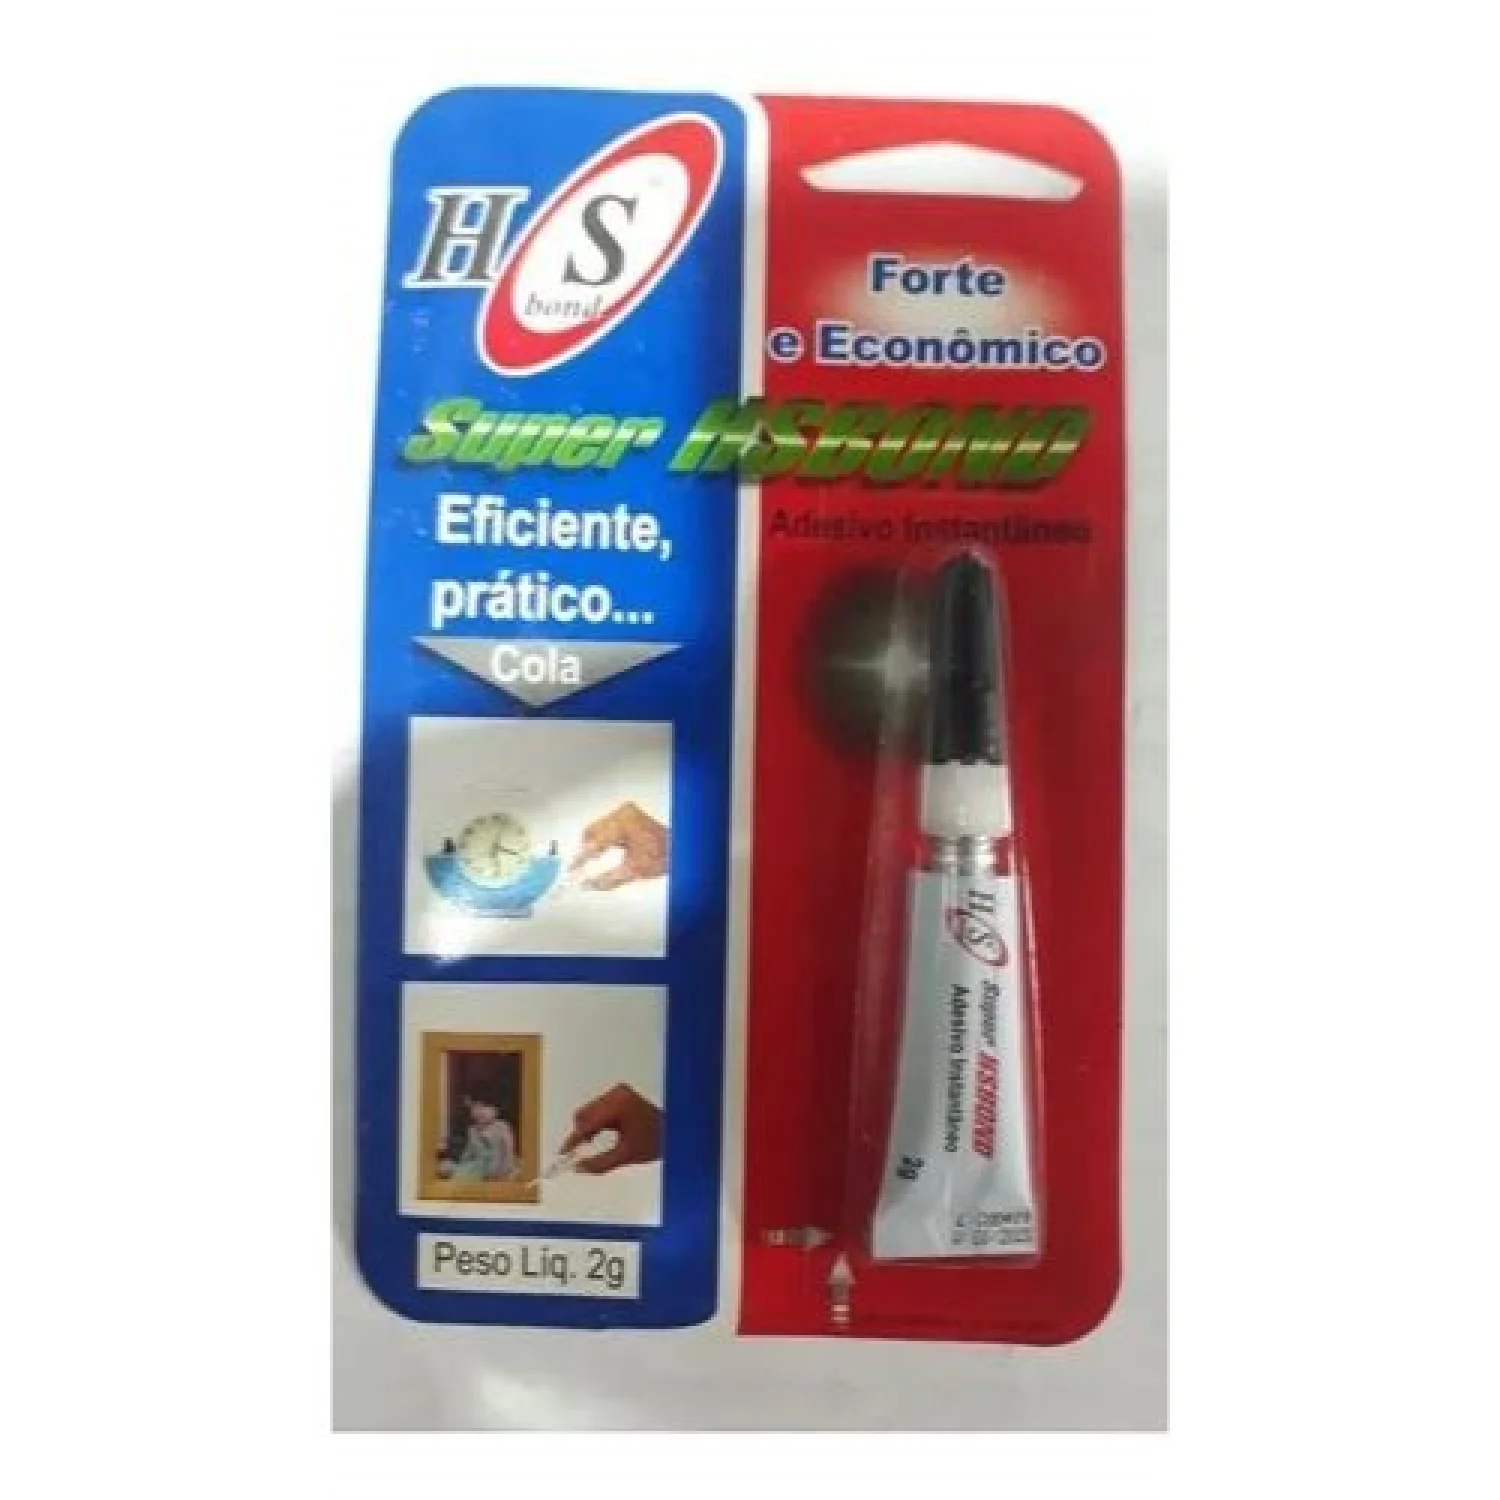 HS
bond
Forte
e Econômico
Super HSBOND
Eficiente,
prático...
Adesivo Instantâneo
Cola
HS
Super HSBOND
Adesivo Instantâneo
2g
Peso Líq. 2g